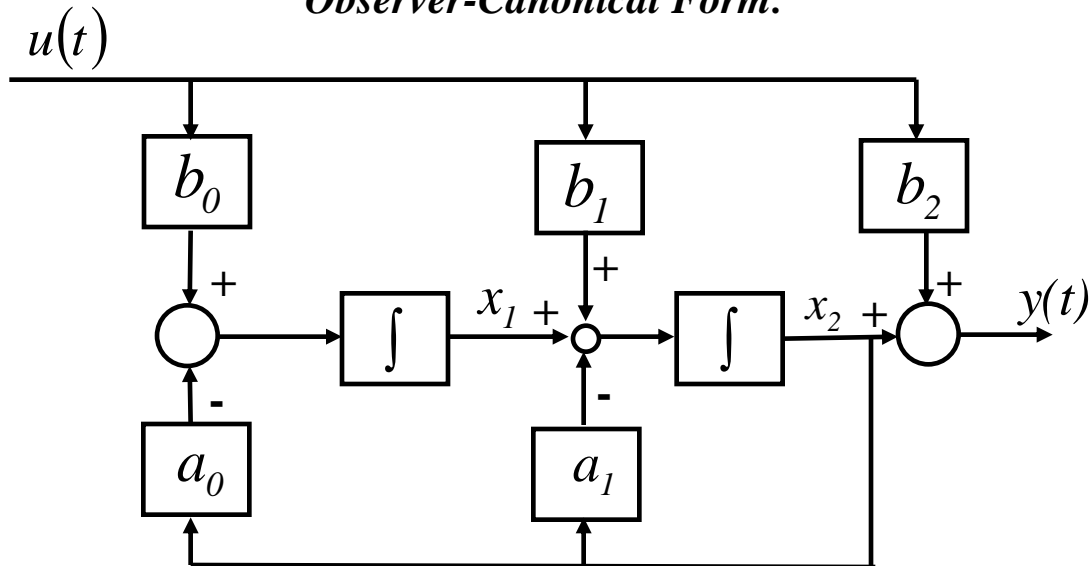 Observer-Canonical Form.
u(t)
b0 b1 b2
+ + +
∫ x1 + ∫ x2 + y(t)
- -
a0 a1